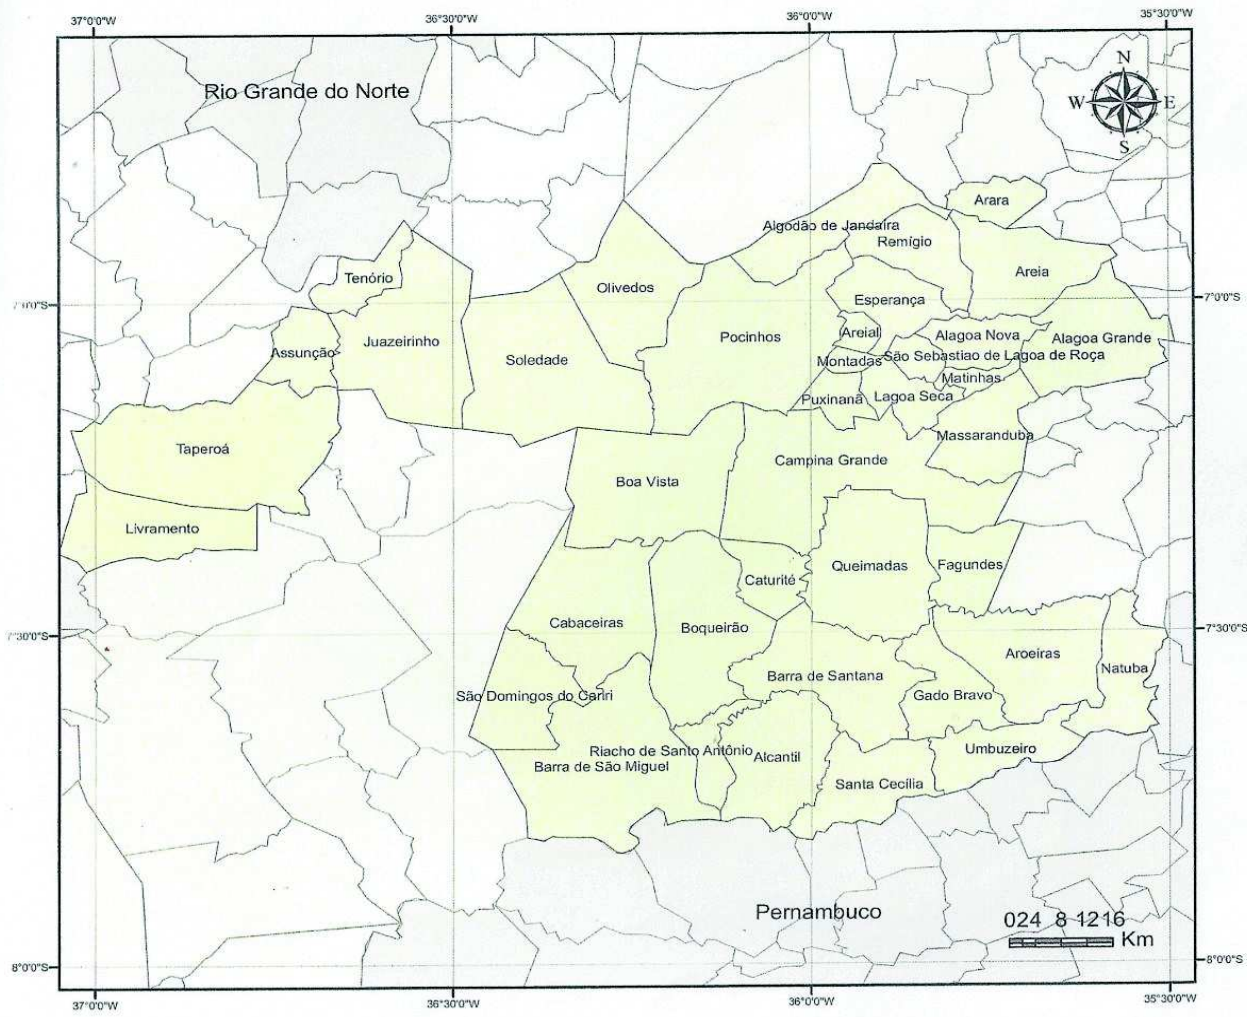 37°0'0"W
36°30'0"W
36°0'0"W
35°30'0"W
Rio Grande do Norte
N
W
E
S
Arara
Algodão de Jandaíra
Remígio
Areia
Tenório
Olivedos
Esperança
7°0'0"S
Areial
Alagoa Nova
Alagoa Grande
Pocinhos
Juazeirinho
Assunção
Soledade
Montadas
São Sebastiao de Lagoa de Roça
Matinhas
Puxinanã
Lagoa Seca
Massaranduba
Taperoá
Campina Grande
Boa Vista
Livramento
Queimadas
Fagundes
Caturité
Cabaceiras
Boqueirão
7°30'0"S
7°30'0"S
Aroeiras
Natuba
Barra de Santana
São Domingos do Cariri
Gado Bravo
Riacho de Santo Antônio
Umbuzeiro
Alcantil
Barra de São Miguel
Santa Cecília
Pernambuco
024 8 1216
Km
8°0'0"S
8°0'0"S
37°0'0"W
36°30'0"W
36°0'0"W
35°30'0"W